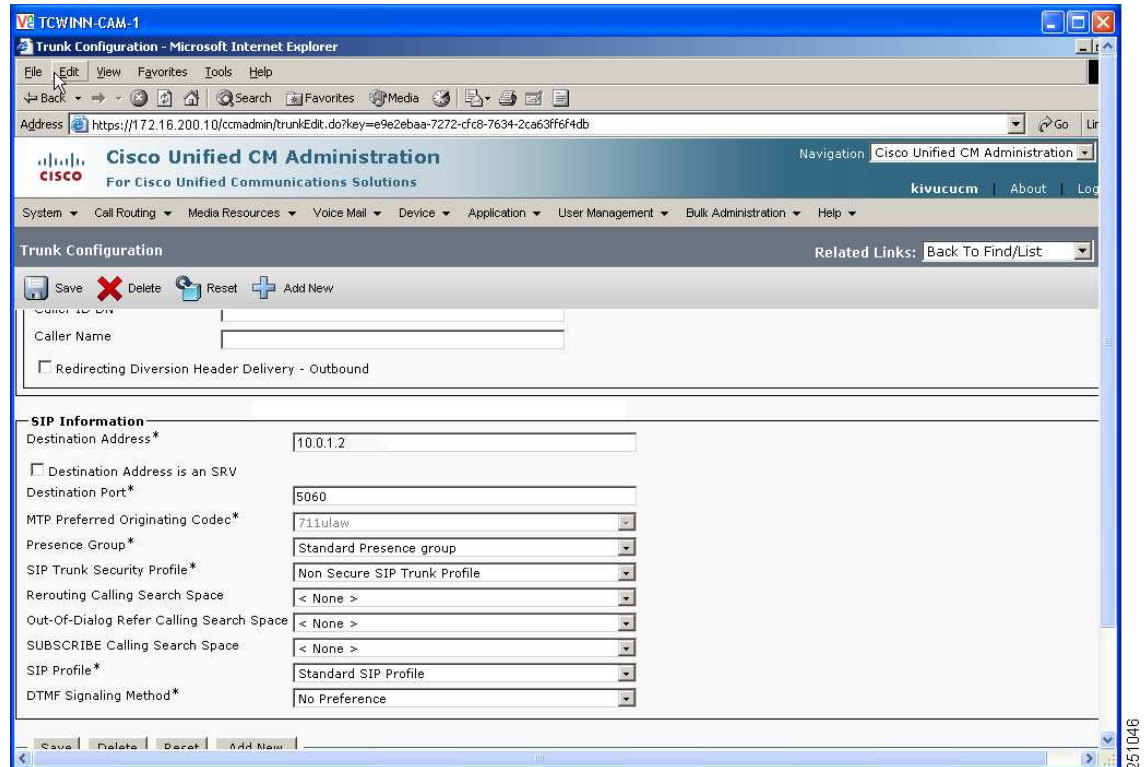 TCWINN-CAM-1
Trunk Configuration - Microsoft Internet Explorer
File Edit View Favorites Tools Help
Back Search Favorites Media
Address https://172.16.200.10/ccmadmin/trunkEdit.do?key=e9e2ebaa-7272-cfc8-7634-2ca63ff6f4db Go
cisco Cisco Unified CM Administration Navigation Cisco Unified CM Administration
For Cisco Unified Communications Solutions
kivucucm | About | Log
System Call Routing Media Resources Voice Mail Device Application User Management Bulk Administration Help
Trunk Configuration Related Links: Back To Find/List
Save Delete Reset Add New
Caller ID DN
Caller Name
Redirecting Diversion Header Delivery - Outbound
SIP Information
Destination Address* 10.0.1.2
Destination Address is an SRV
Destination Port* 5060
MTP Preferred Originating Codec* 711ulaw
Presence Group* Standard Presence group
SIP Trunk Security Profile* Non Secure SIP Trunk Profile
Rerouting Calling Search Space < None >
Out-Of-Dialog Refer Calling Search Space < None >
SUBSCRIBE Calling Search Space < None >
SIP Profile* Standard SIP Profile
DTMF Signaling Method* No Preference
Save Delete Reset Add New
251046